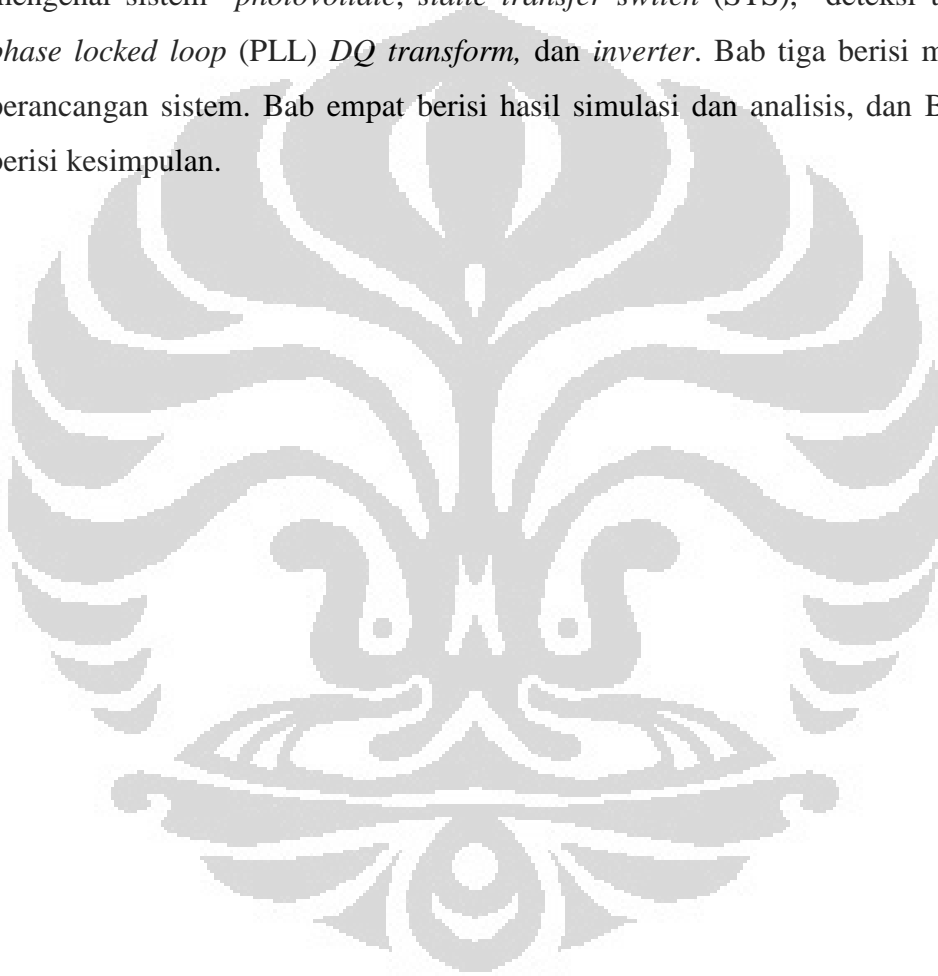 mengenai sistem photovoltaic, static transfer switch (STS), deteksi
phase locked loop (PLL) DQ transform, dan inverter. Bab tiga berisi
perancangan sistem. Bab empat berisi hasil simulasi dan analisis, dan
berisi kesimpulan.